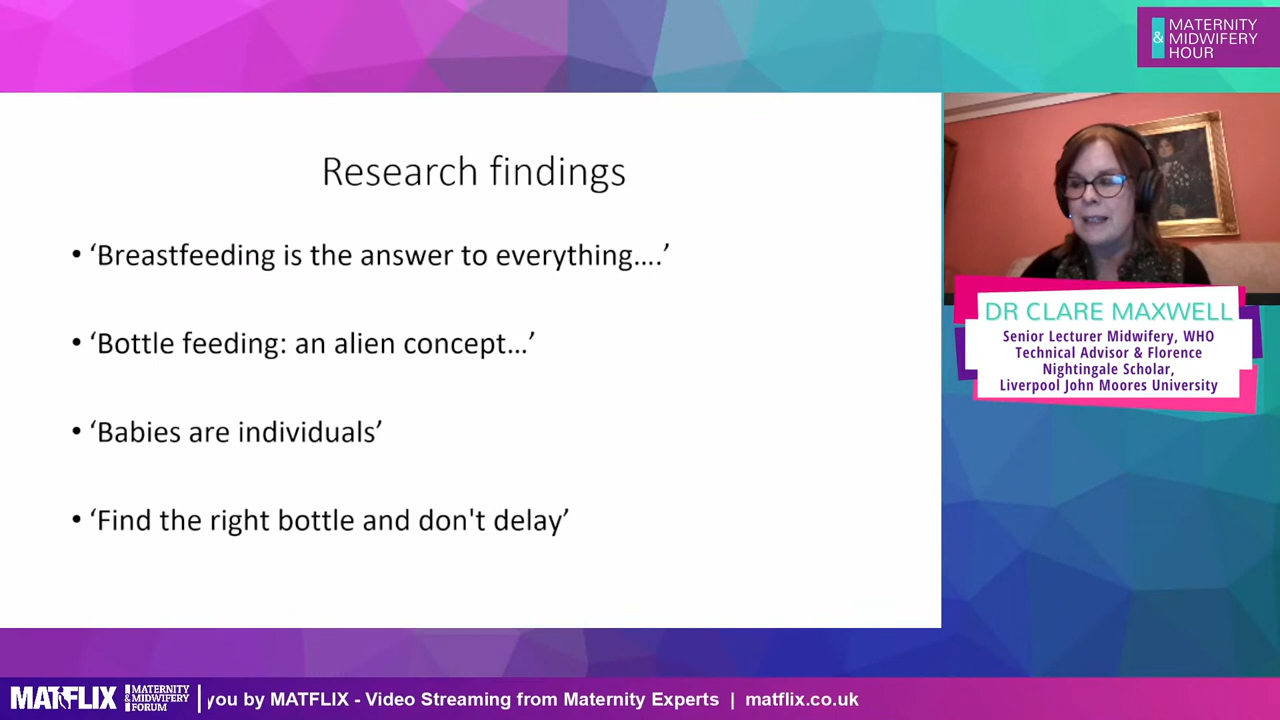 MATERNITY
& MIDWIFERY
HOUR
Research findings
• ‘Breastfeeding is the answer to everything….’
• ‘Bottle feeding: an alien concept…’
• ‘Babies are individuals’
• ‘Find the right bottle and don't delay’
DR CLARE MAXWELL
Senior Lecturer Midwifery, WHO
Technical Advisor & Florence
Nightingale Scholar,
Liverpool John Moores University
MATFLIX
MATERNITY
& MIDWIFERY
FORUM
you by MATFLIX - Video Streaming from Maternity Experts | matflix.co.uk